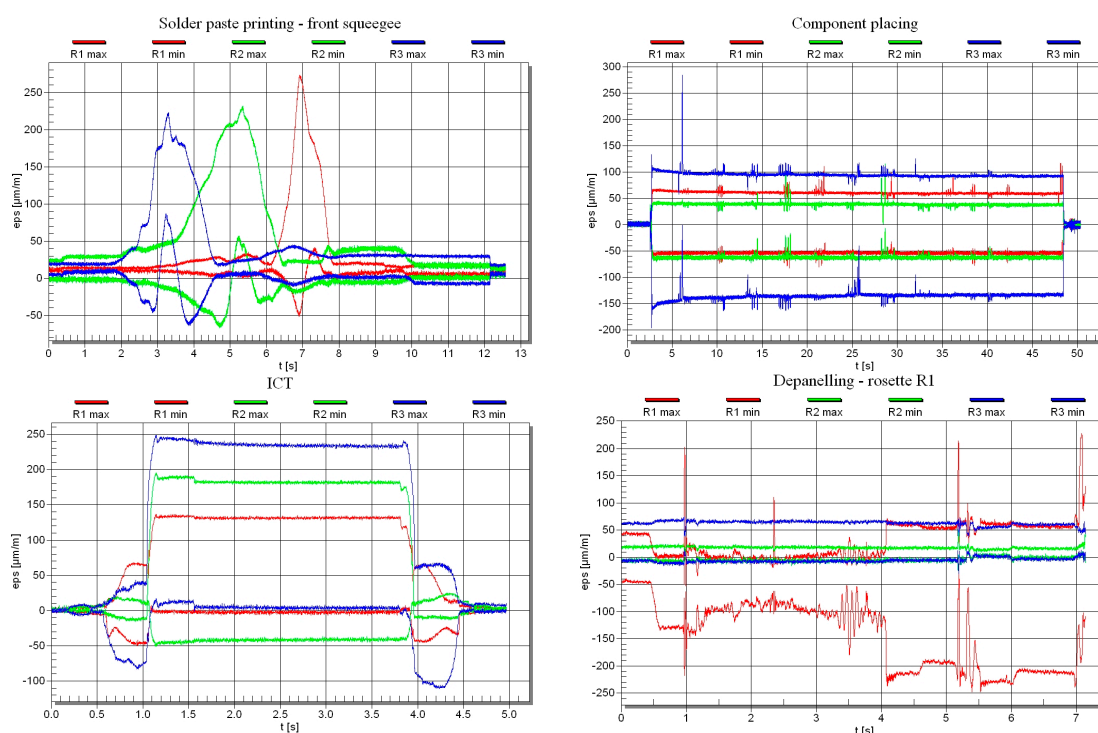 Solder paste printing - front squeegee
R1 max R1 min R2 max R2 min R3 max R3 min
eps [µm/m]
250
200
150
100
50
0
-50
0 1 2 3 4 5 6 7 8 9 10 11 12 13
t [s]
Component placing
R1 max R1 min R2 max R2 min R3 max R3 min
eps [µm/m]
300
250
200
150
100
50
0
-50
-100
-150
-200
0 5 10 15 20 25 30 35 40 45 50
t [s]
ICT
R1 max R1 min R2 max R2 min R3 max R3 min
eps [µm/m]
250
200
150
100
50
0
-50
-100
0.0 0.5 1.0 1.5 2.0 2.5 3.0 3.5 4.0 4.5 5.0
t [s]
Depanelling - rosette R1
R1 max R1 min R2 max R2 min R3 max R3 min
eps [µm/m]
250
200
150
100
50
0
-50
-100
-150
-200
-250
0 1 2 3 4 5 6 7
t [s]